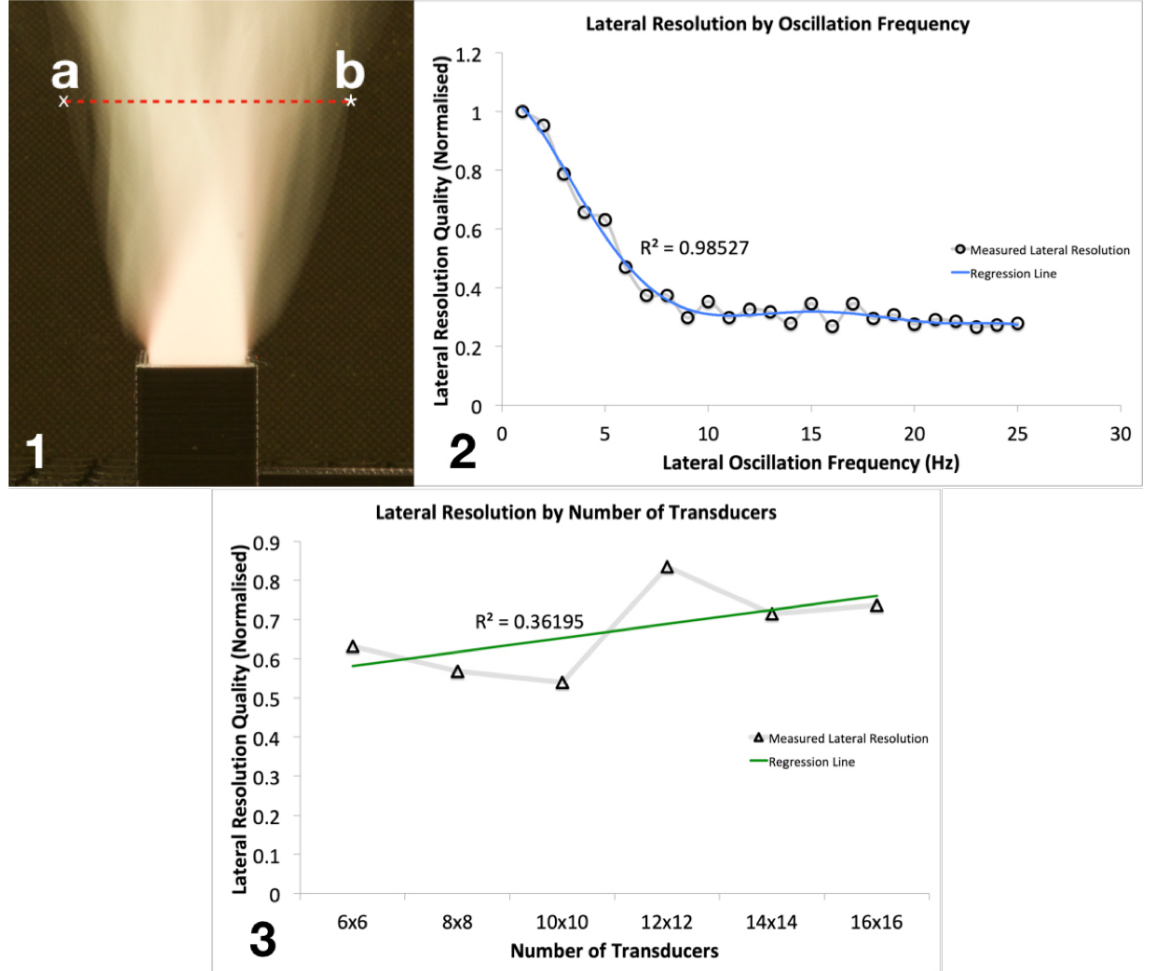 a
b
x
*
1
Lateral Resolution by Oscillation Frequency
Lateral Resolution Quality (Normalised)
1.2
1
0.8
0.6
0.4
0.2
0
R² = 0.98527
Measured Lateral Resolution
Regression Line
0 5 10 15 20 25 30
Lateral Oscillation Frequency (Hz)
2
Lateral Resolution by Number of Transducers
Lateral Resolution Quality (Normalised)
0.9
0.8
0.7
0.6
0.5
0.4
0.3
0.2
0.1
0
R² = 0.36195
Measured Lateral Resolution
Regression Line
6x6 8x8 10x10 12x12 14x14 16x16
Number of Transducers
3